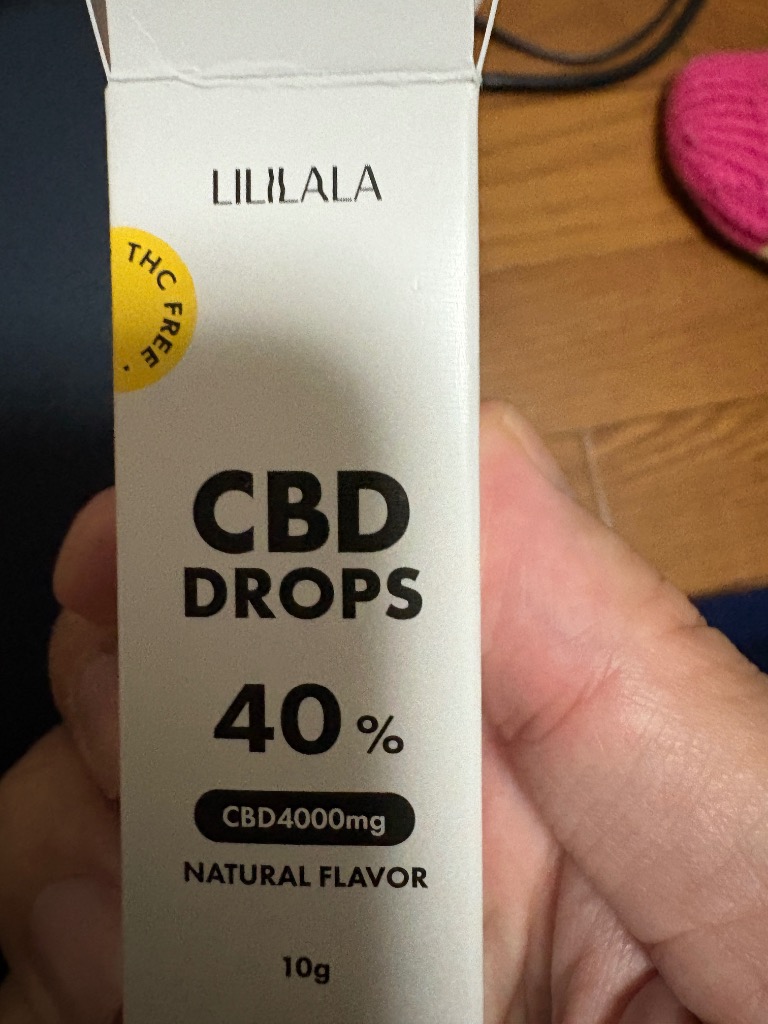 LILILALA
THC FREE
CBD
DROPS
40%
CBD4000mg
NATURAL FLAVOR
10g